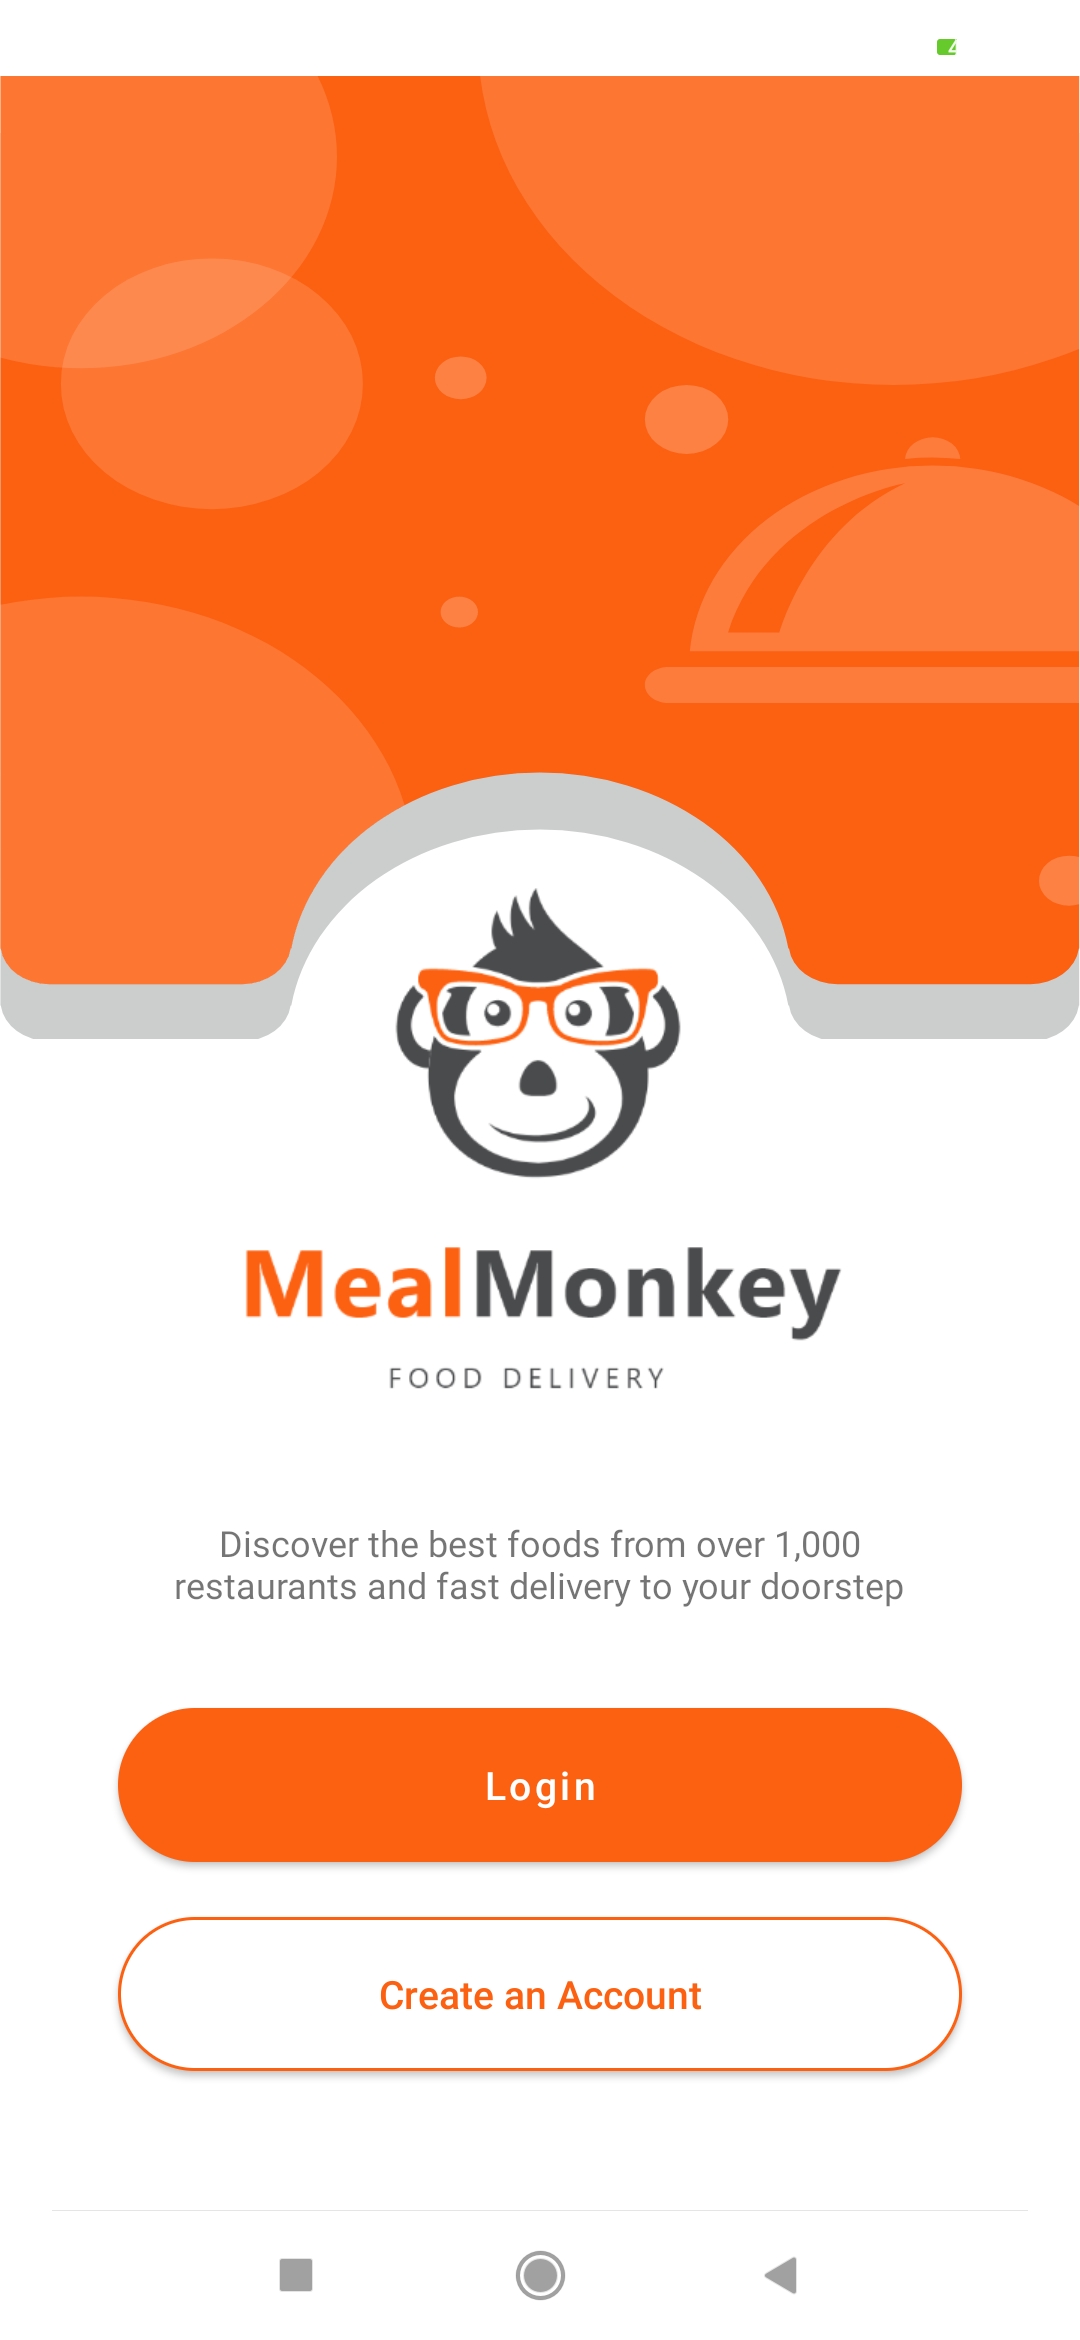 MealMonkey
FOOD DELIVERY
Discover the best foods from over 1,000
restaurants and fast delivery to your doorstep
Login
Create an Account